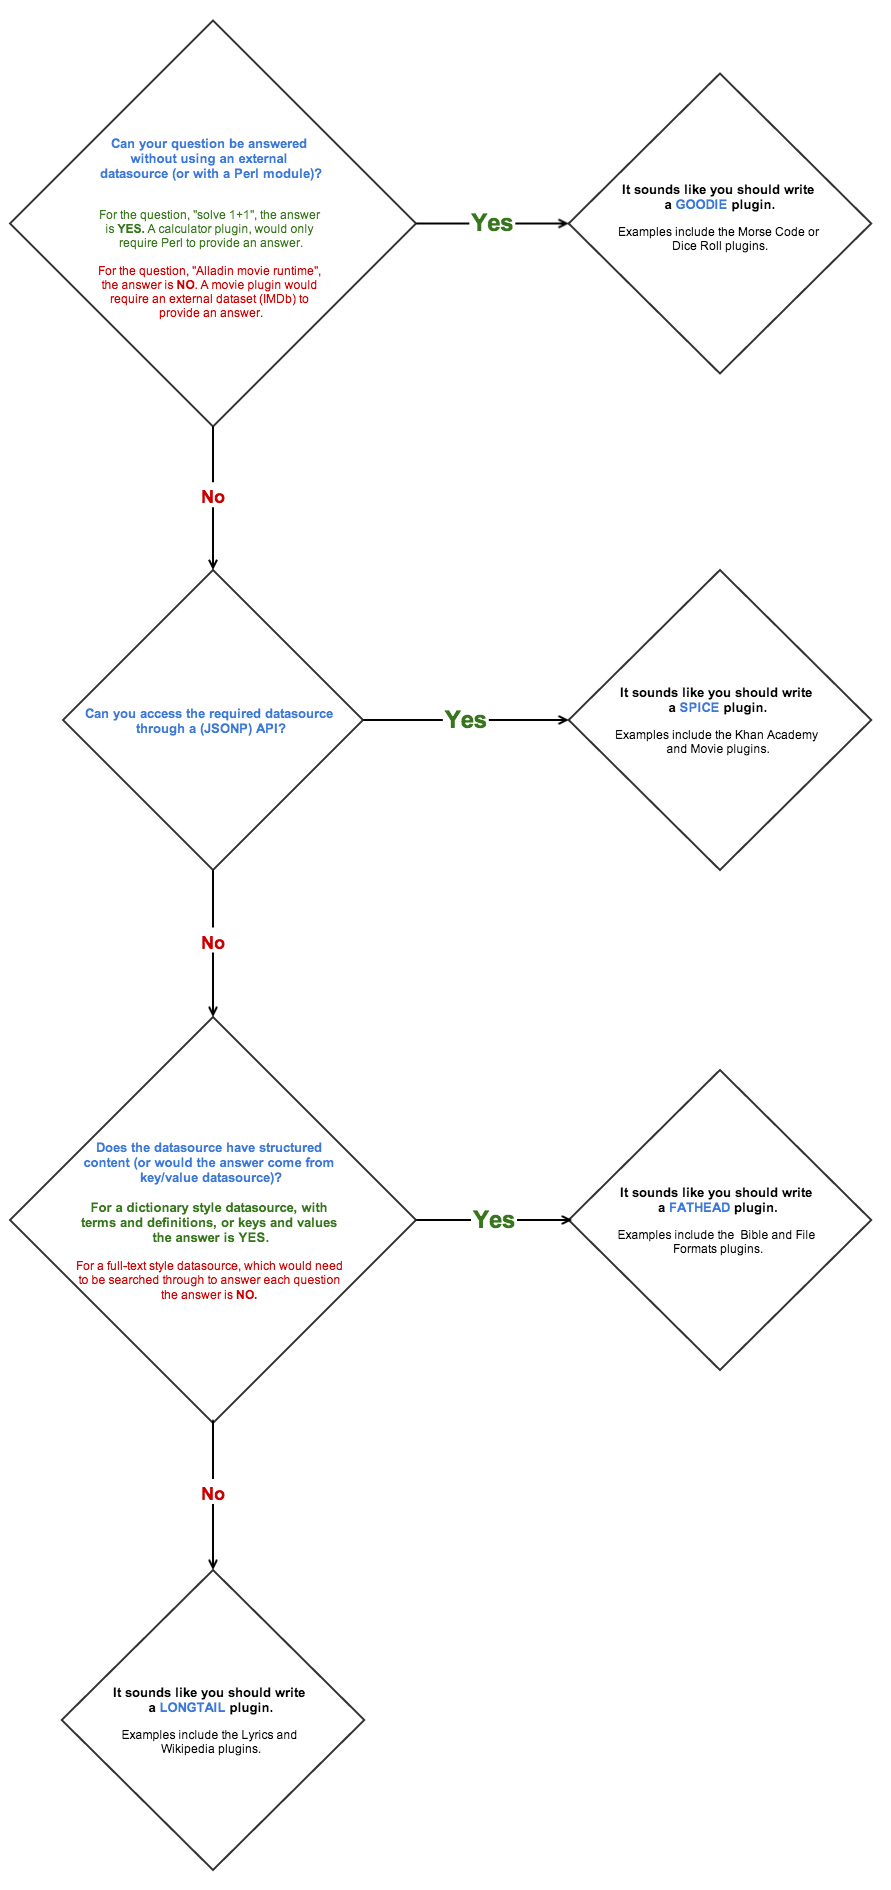 Can your question be answered
without using an external
datasource (or with a Perl module)?
For the question, "solve 1+1", the answer
is YES. A calculator plugin, would only
require Perl to provide an answer.
For the question, "Alladin movie runtime",
the answer is NO. A movie plugin would
require an external dataset (IMDb) to
provide an answer.
Yes
It sounds like you should write
a GOODIE plugin.
Examples include the Morse Code or
Dice Roll plugins.
No
Can you access the required datasource
through a (JSONP) API?
Yes
It sounds like you should write
a SPICE plugin.
Examples include the Khan Academy
and Movie plugins.
No
Does the datasource have structured
content (or would the answer come from
key/value datasource)?
For a dictionary style datasource, with
terms and definitions, or keys and values
the answer is YES.
For a full-text style datasource, which would need
to be searched through to answer each question
the answer is NO.
Yes
It sounds like you should write
a FATHEAD plugin.
Examples include the  Bible and File
Formats plugins.
No
It sounds like you should write
a LONGTAIL plugin.
Examples include the Lyrics and
Wikipedia plugins.